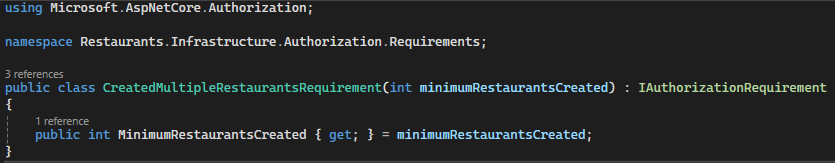 using Microsoft.AspNetCore.Authorization;
namespace Restaurants.Infrastructure.Authorization.Requirements;
3 references
public class CreatedMultipleRestaurantsRequirement(int minimumRestaurantsCreated) : IAuthorizationRequirement
{
1 reference
public int MinimumRestaurantsCreated { get; } = minimumRestaurantsCreated;
}